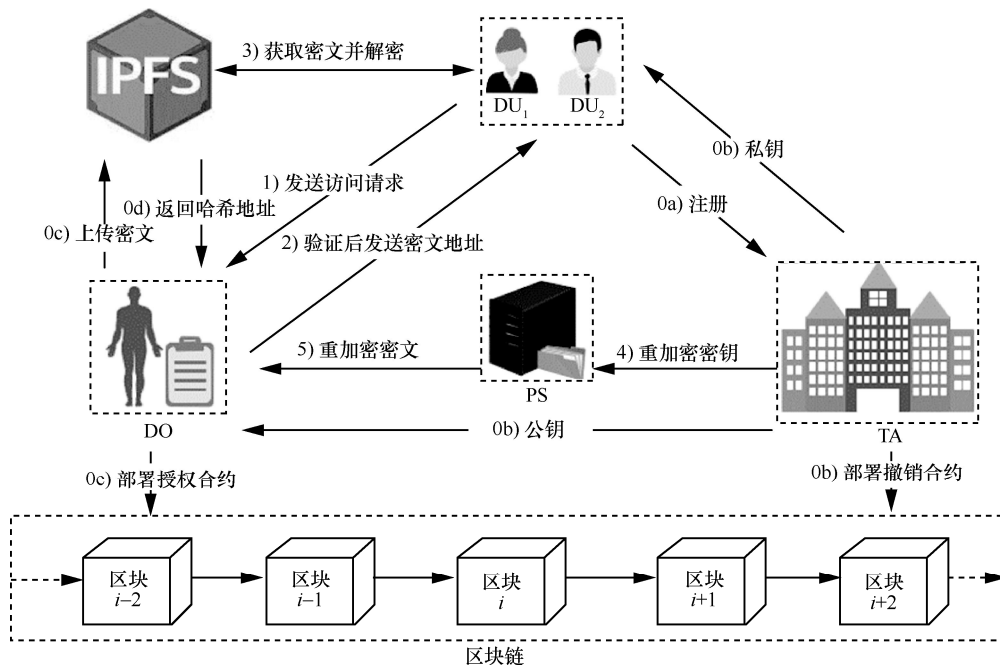 IPFS
3) 获取密文并解密
DU1
DU2
0b) 私钥
1) 发送访问请求
0a) 注册
0d) 返回哈希地址
0c) 上传密文
2) 验证后发送密文地址
5) 重加密密文
4) 重加密密钥
PS
DO
0b) 公钥
TA
0c) 部署授权合约
0b) 部署撤销合约
区块
i−2
区块
i−1
区块
i
区块
i+1
区块
i+2
区块链